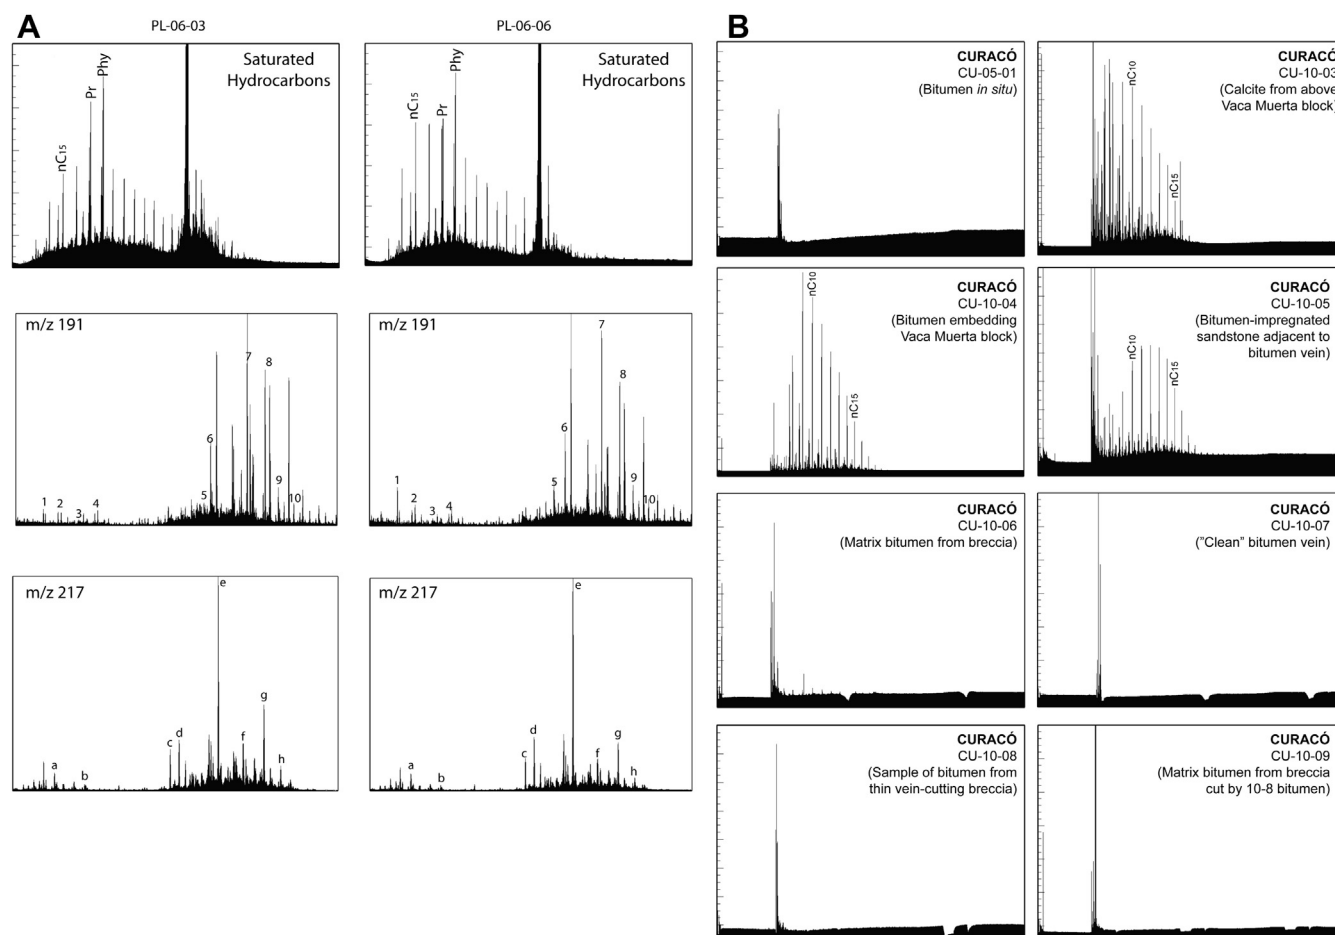 A
PL-06-03
PL-06-06
Saturated
Hydrocarbons
nC15
Pr
Phy
Saturated
Hydrocarbons
nC15
Pr
Phy
m/z 191
1
2
3
4
5
6
7
8
9
10
m/z 191
1
2
3
4
5
6
7
8
9
10
m/z 217
a
b
c
d
e
f
g
h
m/z 217
a
b
c
d
e
f
g
h
B
CURACÓ
CU-05-01
(Bitumen in situ)
CURACÓ
CU-10-03
(Calcite from above
Vaca Muerta block)
nC10
nC15
CURACÓ
CU-10-04
(Bitumen embedding
Vaca Muerta block)
nC10
nC15
CURACÓ
CU-10-05
(Bitumen-impregnated
sandstone adjacent to
bitumen vein)
nC10
nC15
CURACÓ
CU-10-06
(Matrix bitumen from breccia)
CURACÓ
CU-10-07
("Clean" bitumen vein)
CURACÓ
CU-10-08
(Sample of bitumen from
thin vein-cutting breccia)
CURACÓ
CU-10-09
(Matrix bitumen from breccia
cut by 10-8 bitumen)